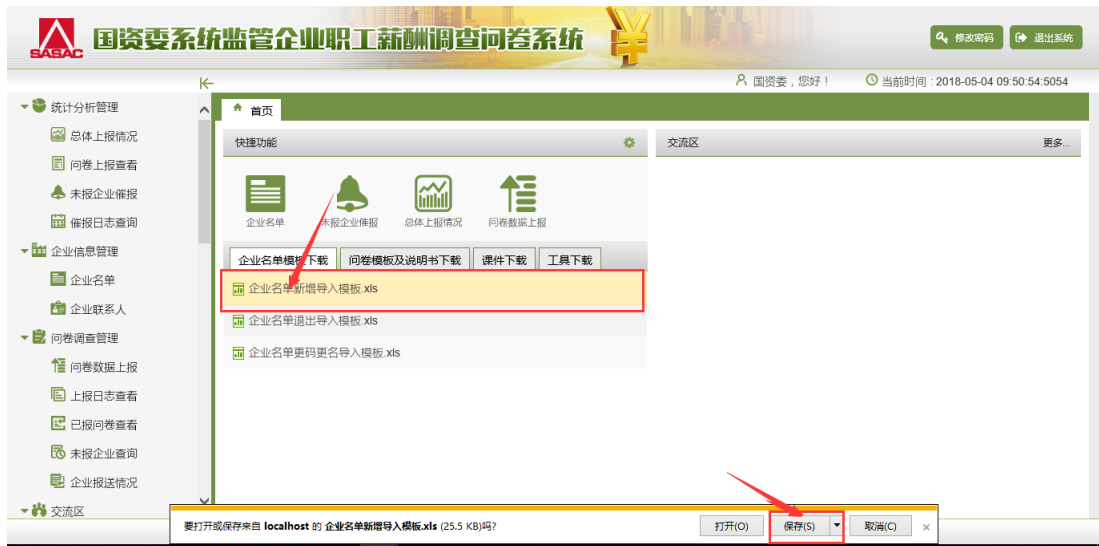 SASAC
国资委系统监管企业职工薪酬调查问卷系统
修改密码
退出系统
国资委，您好！
当前时间：2018-05-04 09:50:54:5054
统计分析管理
总体上报情况
问卷上报查看
未报企业催报
催报日志查询
企业信息管理
企业名单
企业联系人
问卷调查管理
问卷数据上报
上报日志查看
已报问卷查看
未报企业查询
企业报送情况
交流区
首页
快捷功能
企业名单
未报企业催报
总体上报情况
问卷数据上报
企业名单模板下载
问卷模板及说明书下载
课件下载
工具下载
企业名单新增导入模板.xls
企业名单退出导入模板.xls
企业名单更码更名导入模板.xls
交流区
更多...
要打开或保存来自 localhost 的 企业名单新增导入模板.xls (25.5 KB)吗?
打开(O)
保存(S)
取消(C)